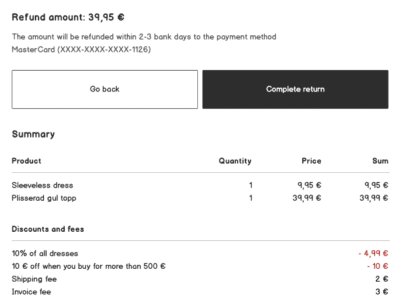 Refund amount: 39,95 €
The amount will be refunded within 2-3 bank days to the payment method
MasterCard (XXXX-XXXX-XXXX-1126)
Go back
Complete return
Summary
Product Quantity Price Sum
Sleeveless dress 1 9,95 € 9,95 €
Plisserad gul topp 1 39,99 € 39,99 €
Discounts and fees
10% of all dresses - 4,99 €
10 € off when you buy for more than 500 € - 10 €
Shipping fee 2 €
Invoice fee 3 €